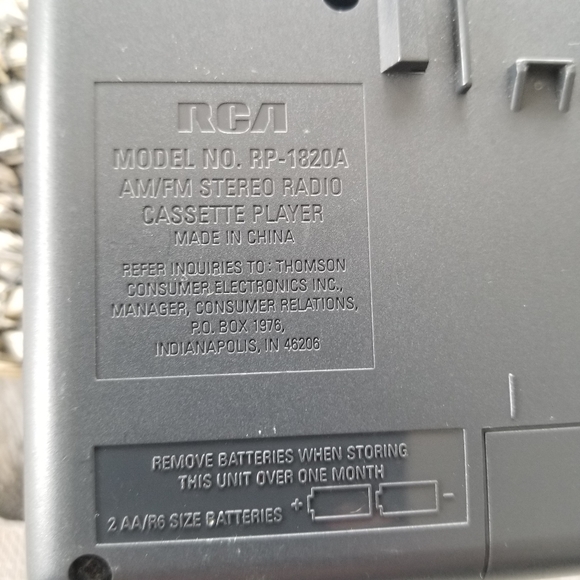 RCA
MODEL NO. RP-1820A
AM/FM STEREO RADIO
CASSETTE PLAYER
MADE IN CHINA
REFER INQUIRIES TO: THOMSON
CONSUMER ELECTRONICS INC.,
MANAGER, CONSUMER RELATIONS,
P.O. BOX 1976,
INDIANAPOLIS, IN 46206
REMOVE BATTERIES WHEN STORING
THIS UNIT OVER ONE MONTH
2 AA/R6 SIZE BATTERIES + -